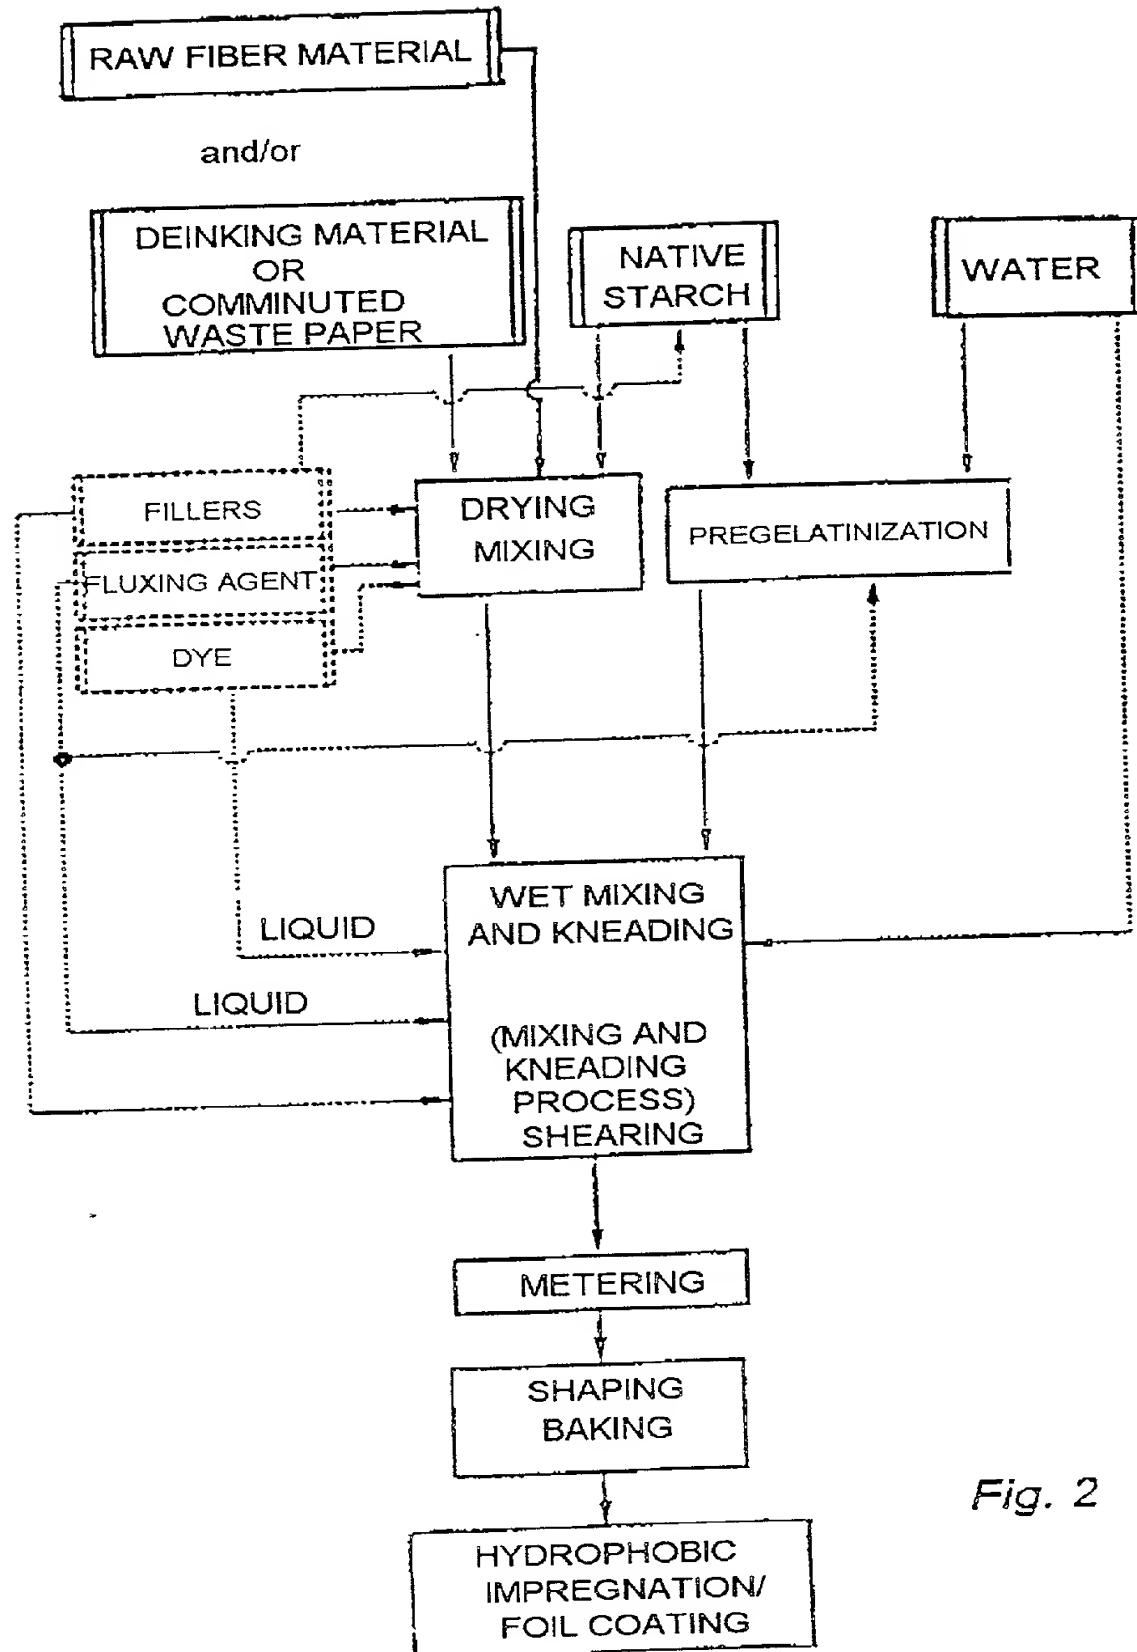 RAW FIBER MATERIAL
and/or
DEINKING MATERIAL
OR
COMMINUTED
WASTE PAPER
NATIVE
STARCH
WATER
FILLERS
FLUXING AGENT
DYE
DRYING
MIXING
PREGELATINIZATION
WET MIXING
AND KNEADING
LIQUID
LIQUID
(MIXING AND
KNEADING
PROCESS)
SHEARING
METERING
SHAPING
BAKING
Fig. 2
HYDROPHOBIC
IMPREGNATION/
FOIL COATING